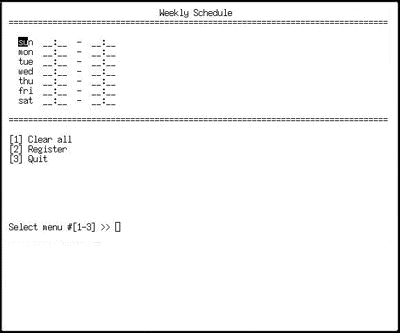 Weekly Schedule
================================================================================
sun __:__ - __:__
mon __:__ - __:__
tue __:__ - __:__
wed __:__ - __:__
thu __:__ - __:__
fri __:__ - __:__
sat __:__ - __:__
================================================================================
[1] Clear all
[2] Register
[3] Quit
Select menu #[1-3] >>